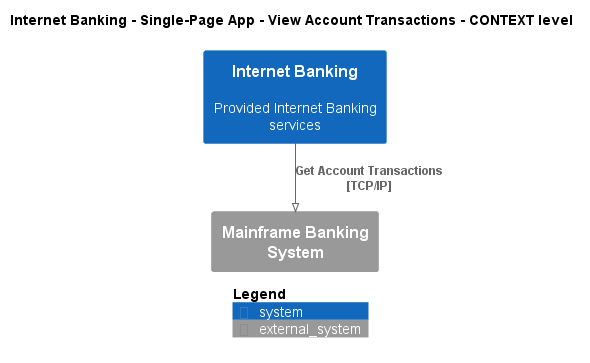 Internet Banking - Single-Page App - View Account Transactions - CONTEXT level
Internet Banking
Provided Internet Banking
services
Get Account Transactions
[TCP/IP]
Mainframe Banking
System
Legend
system
external_system